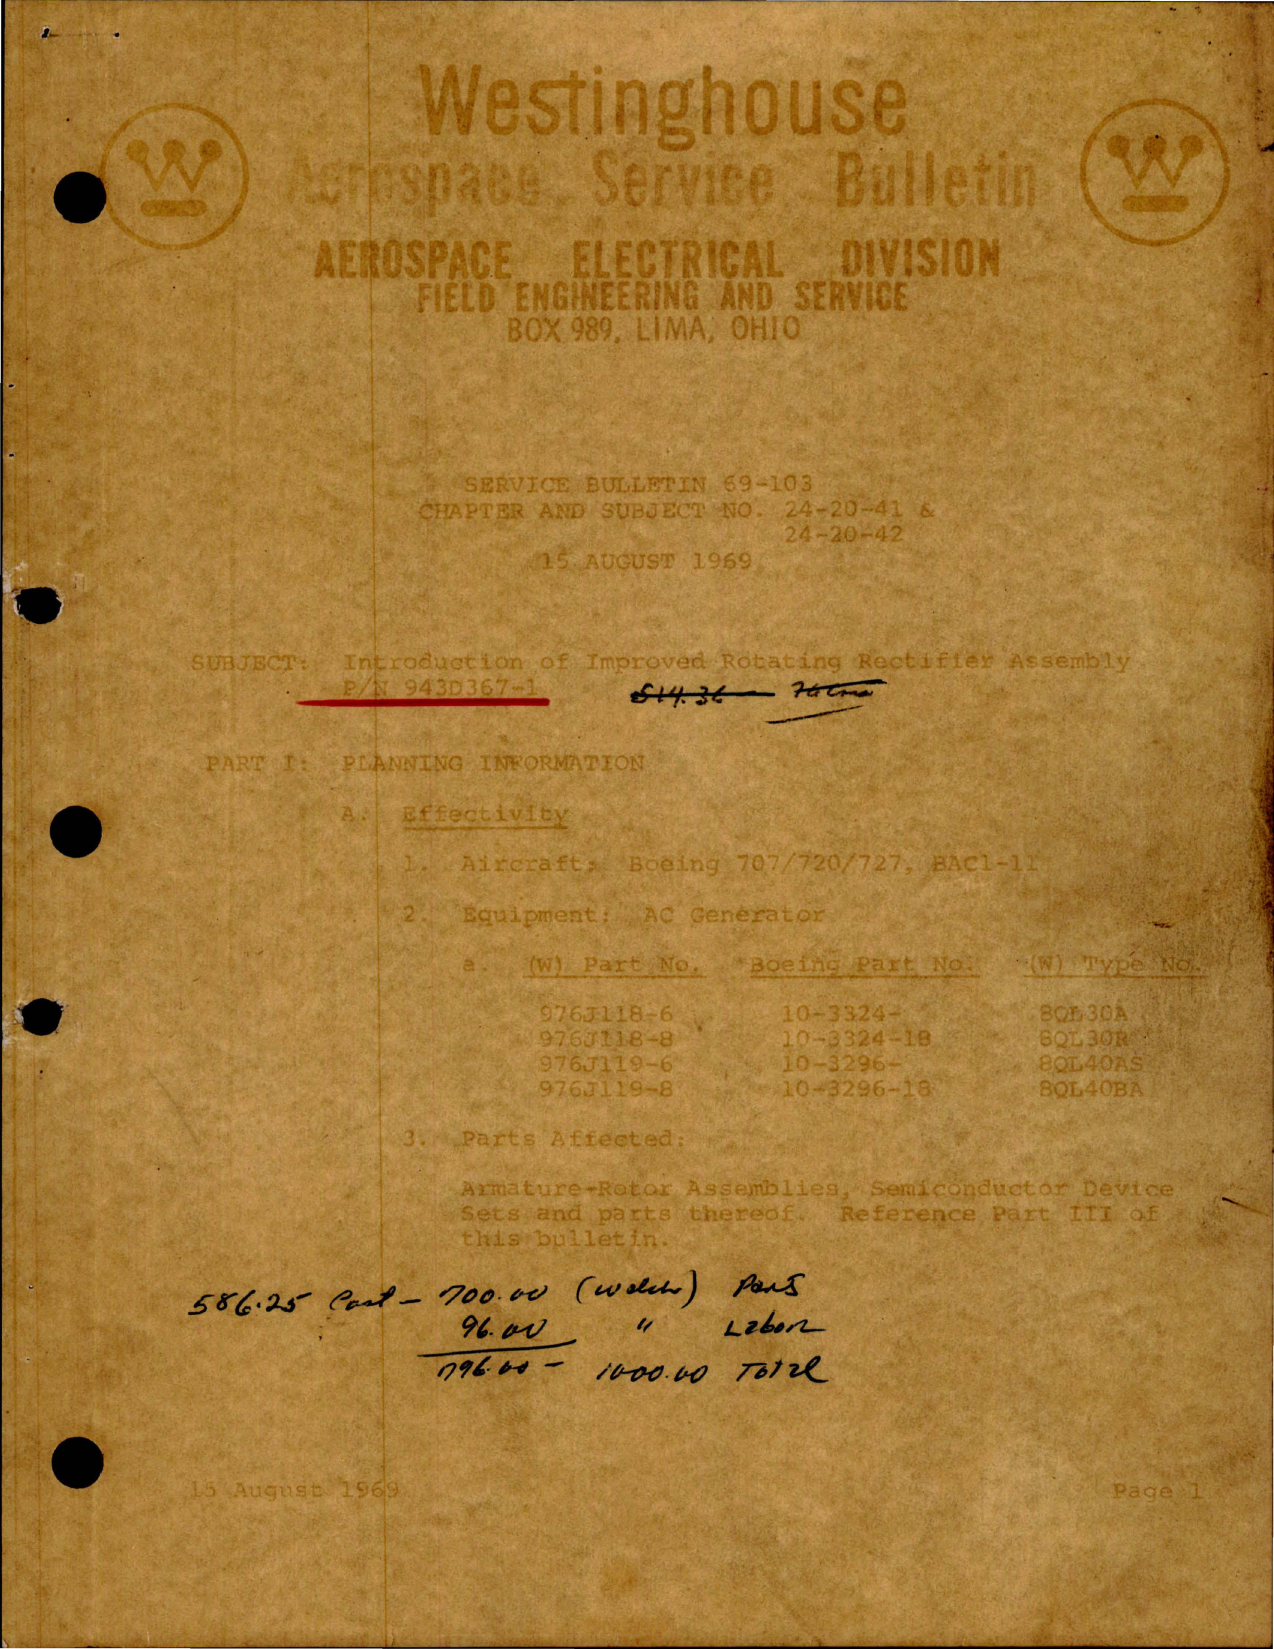 Westinghouse
Aerospace Service Bulletin
AEROSPACE ELECTRICAL DIVISION
FIELD ENGINEERING AND SERVICE
BOX 989, LIMA, OHIO
SERVICE BULLETIN 69-103
CHAPTER AND SUBJECT NO. 24-20-41 &
24-20-42
15 AUGUST 1969
SUBJECT: Introduction of Improved Rotating Rectifier Assembly
P/N 943D367-1 514.36
PART I: PLANNING INFORMATION
A. Effectivity
1. Aircraft: Boeing 707/720/727, BAC1-11
2. Equipment: AC Generator
a. (W) Part No. Boeing Part No. (W) Type No.
976J118-6 10-3324- 8QL30A
976J118-8 10-3324-18 8QL30R
976J119-6 10-3296- 8QL40AS
976J119-8 10-3296-18 8QL40BA
3. Parts Affected:
Armature-Rotor Assemblies, Semiconductor Device
Sets and parts thereof. Reference Part III of
this bulletin.
586.25 Cost - 700.00 Parts
96.00 " Labor
796.00 - 1000.00 Total
15 August 1969 Page 1